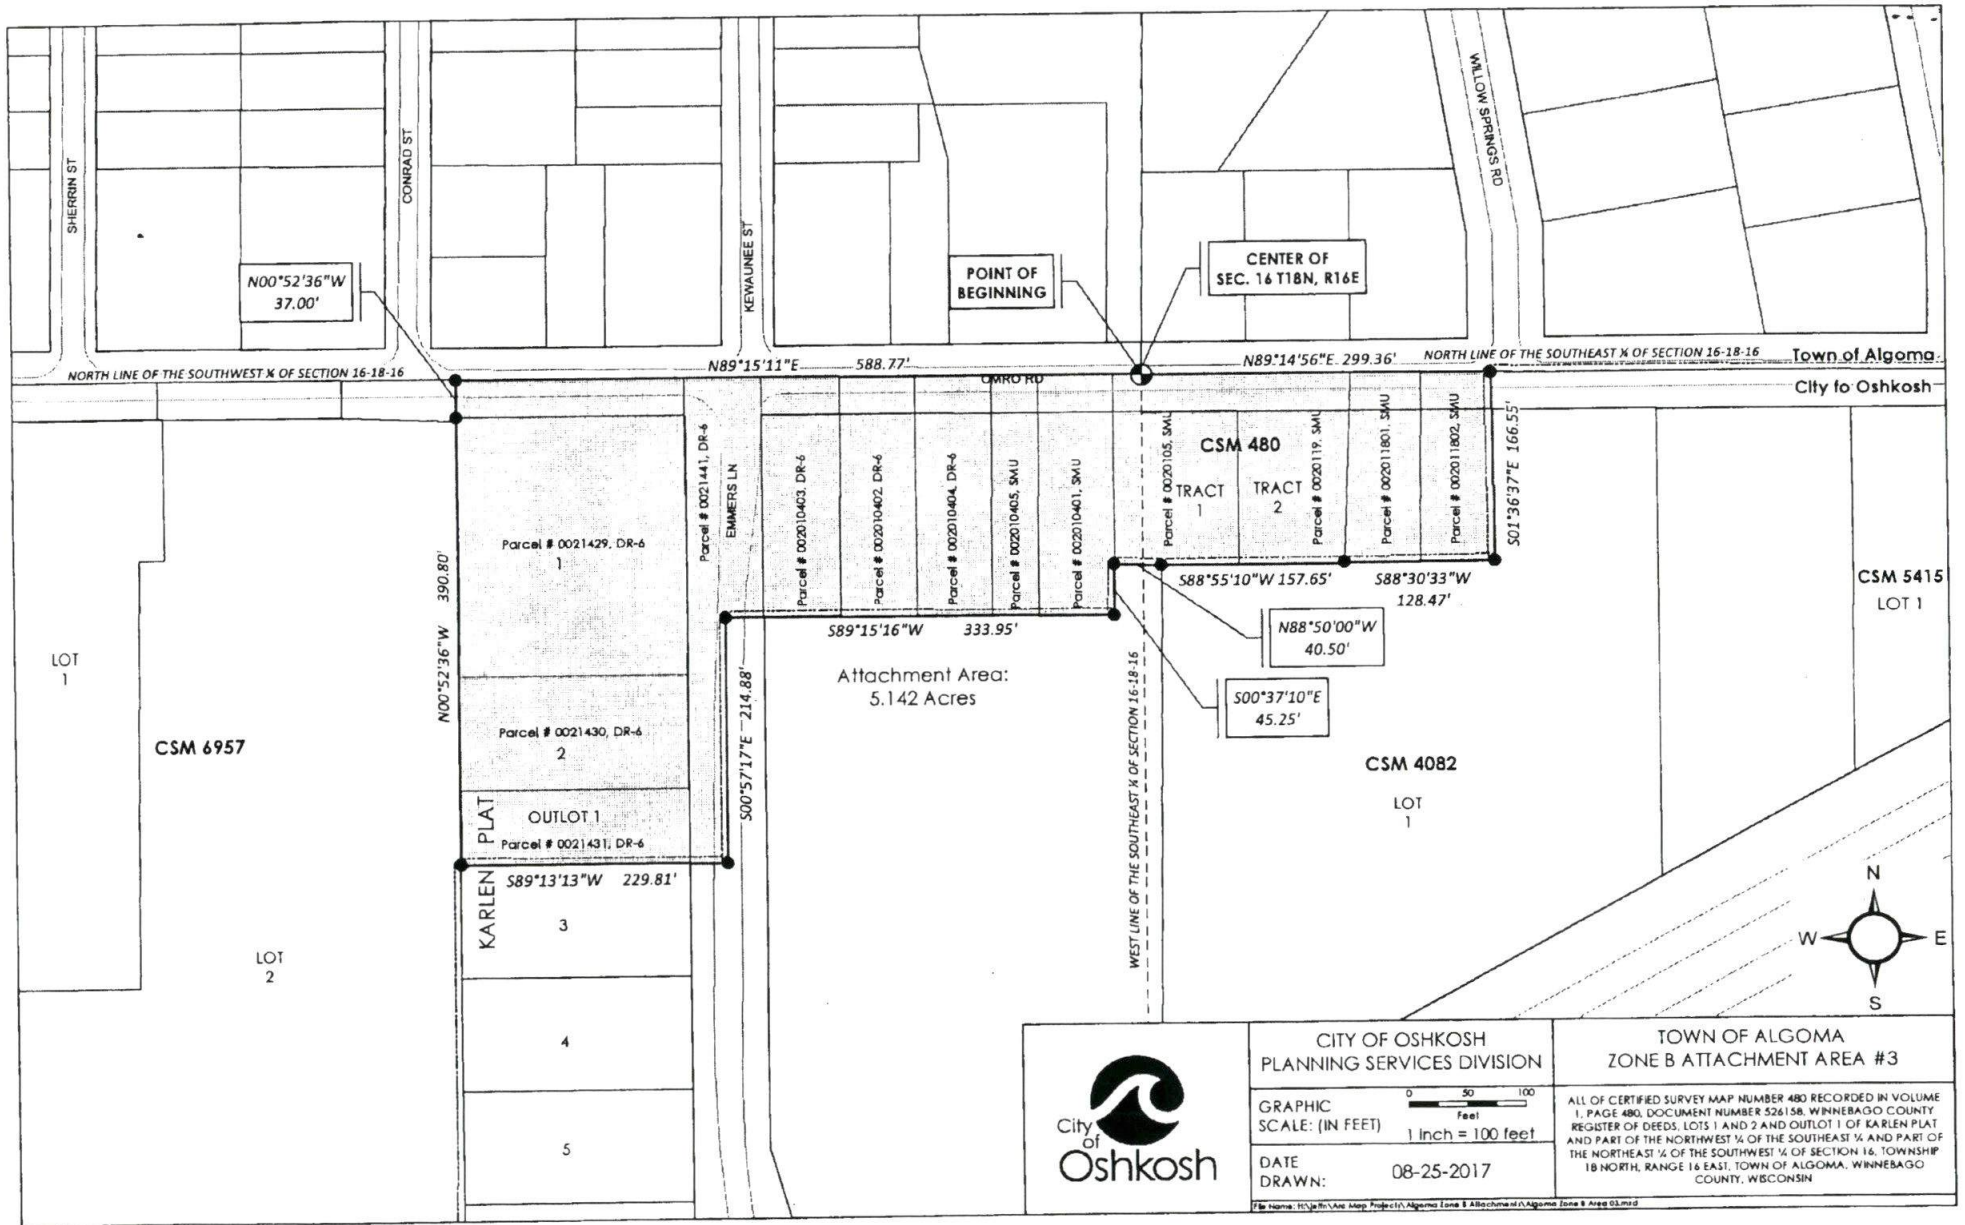 SHERRIN ST
CONRAD ST
KEWAUNEE ST
WILLOW SPRINGS RD
N00°52'36"W
37.00'
POINT OF
BEGINNING
CENTER OF
SEC. 16 T18N, R16E
NORTH LINE OF THE SOUTHWEST ¼ OF SECTION 16-18-16
N89°15'11"E 588.77'
N89°14'56"E 299.36'
NORTH LINE OF THE SOUTHEAST ¼ OF SECTION 16-18-16
Town of Algoma
City fo Oshkosh
OMRO RD
Parcel # 0021441, DR-6
EMMERS LN
Parcel # 002010403, DR-6
Parcel # 002010402, DR-6
Parcel # 002010404, DR-6
Parcel # 002010405, SMU
Parcel # 002010401, SMU
Parcel # 0020105, SMU
CSM 480
TRACT
1
TRACT
2
Parcel # 0020119, SMU
Parcel # 002011801, SMU
Parcel # 002011802, SMU
S01°36'37"E 166.55'
Parcel # 0021429, DR-6
1
N00°52'36"W 390.80'
S88°55'10"W 157.65'
S88°30'33"W
128.47'
CSM 5415
LOT 1
S89°15'16"W 333.95'
N88°50'00"W
40.50'
S00°37'10"E
45.25'
LOT
1
Attachment Area:
5.142 Acres
S00°57'17"E 214.88'
WEST LINE OF THE SOUTHEAST ¼ OF SECTION 16-18-16
Parcel # 0021430, DR-6
2
CSM 6957
CSM 4082
LOT
1
OUTLOT 1
Parcel # 0021431, DR-6
KARLEN PLAT
S89°13'13"W 229.81'
3
LOT
2
4
5
N
W E
S
City
of
Oshkosh
CITY OF OSHKOSH
PLANNING SERVICES DIVISION
GRAPHIC
SCALE: (IN FEET)
0 50 100
Feet
1 inch = 100 feet
DATE
DRAWN:
08-25-2017
TOWN OF ALGOMA
ZONE B ATTACHMENT AREA #3
ALL OF CERTIFIED SURVEY MAP NUMBER 480 RECORDED IN VOLUME
1, PAGE 480, DOCUMENT NUMBER 526158, WINNEBAGO COUNTY
REGISTER OF DEEDS, LOTS 1 AND 2 AND OUTLOT 1 OF KARLEN PLAT
AND PART OF THE NORTHWEST ¼ OF THE SOUTHEAST ¼ AND PART OF
THE NORTHEAST ¼ OF THE SOUTHWEST ¼ OF SECTION 16, TOWNSHIP
18 NORTH, RANGE 16 EAST, TOWN OF ALGOMA, WINNEBAGO
COUNTY, WISCONSIN
File Name: Arc Map Projects\Algoma Zone B Attachment\Algoma Zone B Area 03.mxd